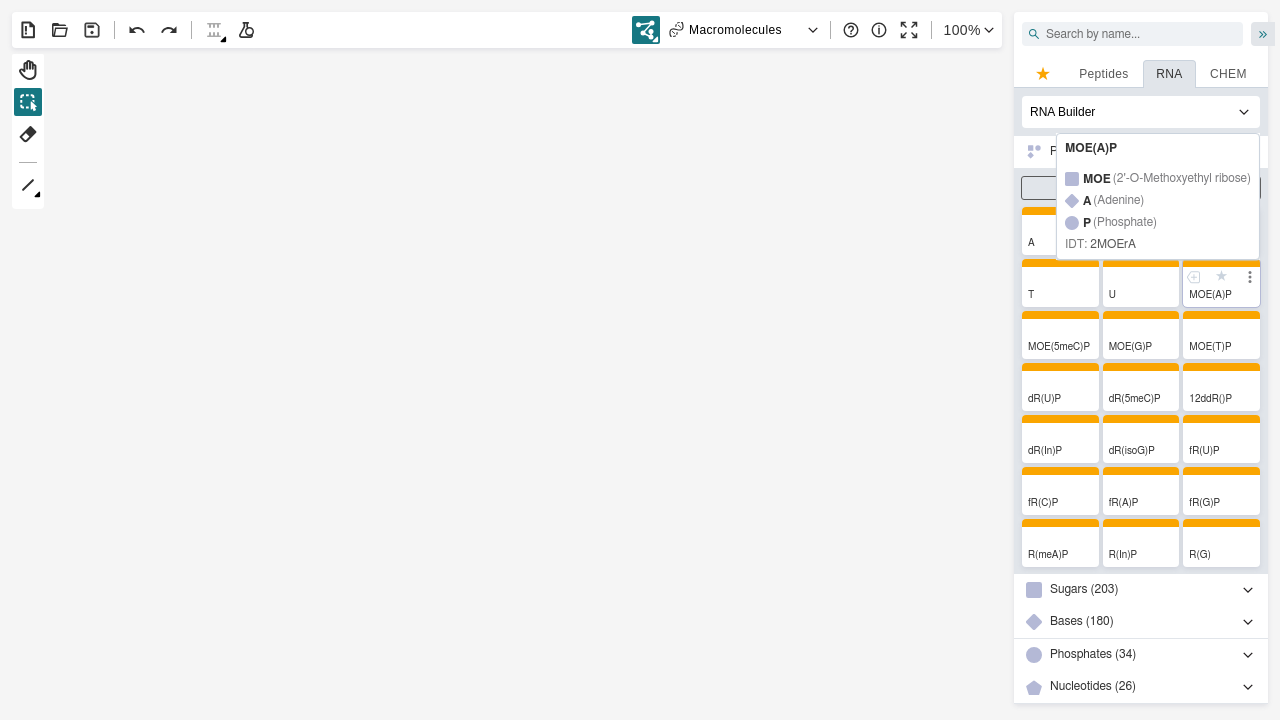 Macromolecules
100%
Search by name...
Peptides
RNA
CHEM
RNA Builder
MOE(A)P
MOE (2'-O-Methoxyethyl ribose)
A (Adenine)
P (Phosphate)
IDT: 2MOErA
A
T
U
MOE(A)P
MOE(5meC)P
MOE(G)P
MOE(T)P
dR(U)P
dR(5meC)P
12ddR()P
dR(In)P
dR(isoG)P
fR(U)P
fR(C)P
fR(A)P
fR(G)P
R(meA)P
R(In)P
R(G)
Sugars (203)
Bases (180)
Phosphates (34)
Nucleotides (26)